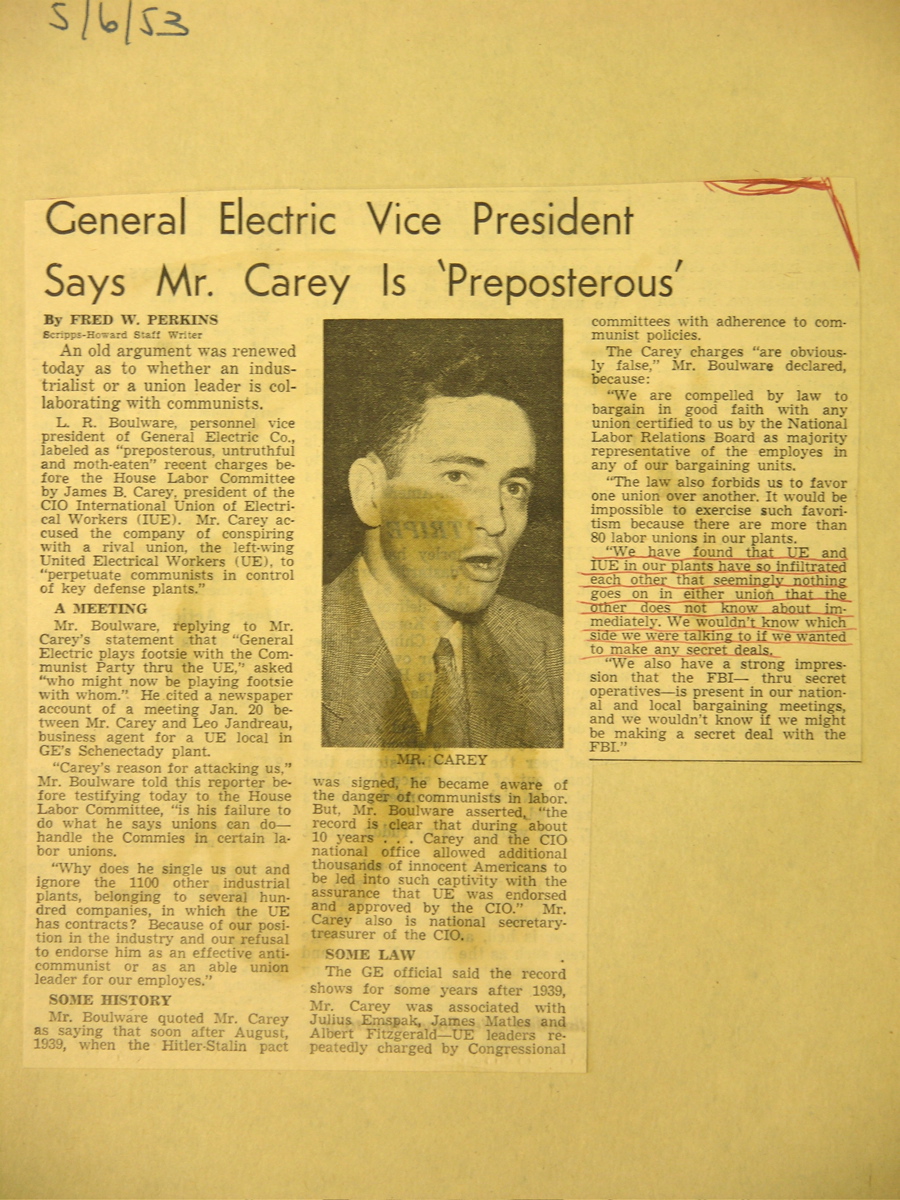 5/6/53
General Electric Vice President
Says Mr. Carey Is 'Preposterous'
By FRED W. PERKINS
Scripps-Howard Staff Writer
An old argument was renewed
today as to whether an indus-
trialist or a union leader is col-
laborating with communists.
L. R. Boulware, personnel vice
president of General Electric Co.,
labeled as "preposterous, untruthful
and moth-eaten" recent charges be-
fore the House Labor Committee
by James B. Carey, president of the
CIO International Union of Electri-
cal Workers (IUE). Mr. Carey ac-
cused the company of conspiring
with a rival union, the left-wing
United Electrical Workers (UE), to
"perpetuate communists in control
of key defense plants."
A MEETING
Mr. Boulware, replying to Mr.
Carey's statement that "General
Electric plays footsie with the Com-
munist Party thru the UE," asked
"who might now be playing footsie
with whom." He cited a newspaper
account of a meeting Jan. 20 be-
tween Mr. Carey and Leo Jandreau,
business agent for a UE local in
GE's Schenectady plant.
"Carey's reason for attacking us,"
Mr. Boulware told this reporter be-
fore testifying today to the House
Labor Committee, "is his failure to
do what he says unions can do—
handle the Commies in certain la-
bor unions.
"Why does he single us out and
ignore the 1100 other industrial
plants, belonging to several hun-
dred companies, in which the UE
has contracts? Because of our posi-
tion in the industry and our refusal
to endorse him as an effective anti-
communist or as an able union
leader for our employes."
SOME HISTORY
Mr. Boulware quoted Mr. Carey
as saying that soon after August,
1939, when the Hitler-Stalin pact
MR. CAREY
was signed, he became aware of
the danger of communists in labor.
But, Mr. Boulware asserted, "the
record is clear that during about
10 years . . . Carey and the CIO
national office allowed additional
thousands of innocent Americans to
be led into such captivity with the
assurance that UE was endorsed
and approved by the CIO." Mr.
Carey also is national secretary-
treasurer of the CIO.
SOME LAW
The GE official said the record
shows for some years after 1939,
Mr. Carey was associated with
Julius Emspak, James Matles and
Albert Fitzgerald—UE leaders re-
peatedly charged by Congressional
committees with adherence to com-
munist policies.
The Carey charges "are obvious-
ly false," Mr. Boulware declared,
because:
"We are compelled by law to
bargain in good faith with any
union certified to us by the National
Labor Relations Board as majority
representative of the employes in
any of our bargaining units.
"The law also forbids us to favor
one union over another. It would be
impossible to exercise such favori-
tism because there are more than
80 labor unions in our plants.
"We have found that UE and
IUE in our plants have so infiltrated
each other that seemingly nothing
goes on in either union that the
other does not know about im-
mediately. We wouldn't know which
side we were talking to if we wanted
to make any secret deals.
"We also have a strong impres-
sion that the FBI— thru secret
operatives—is present in our nation-
al and local bargaining meetings,
and we wouldn't know if we might
be making a secret deal with the
FBI."